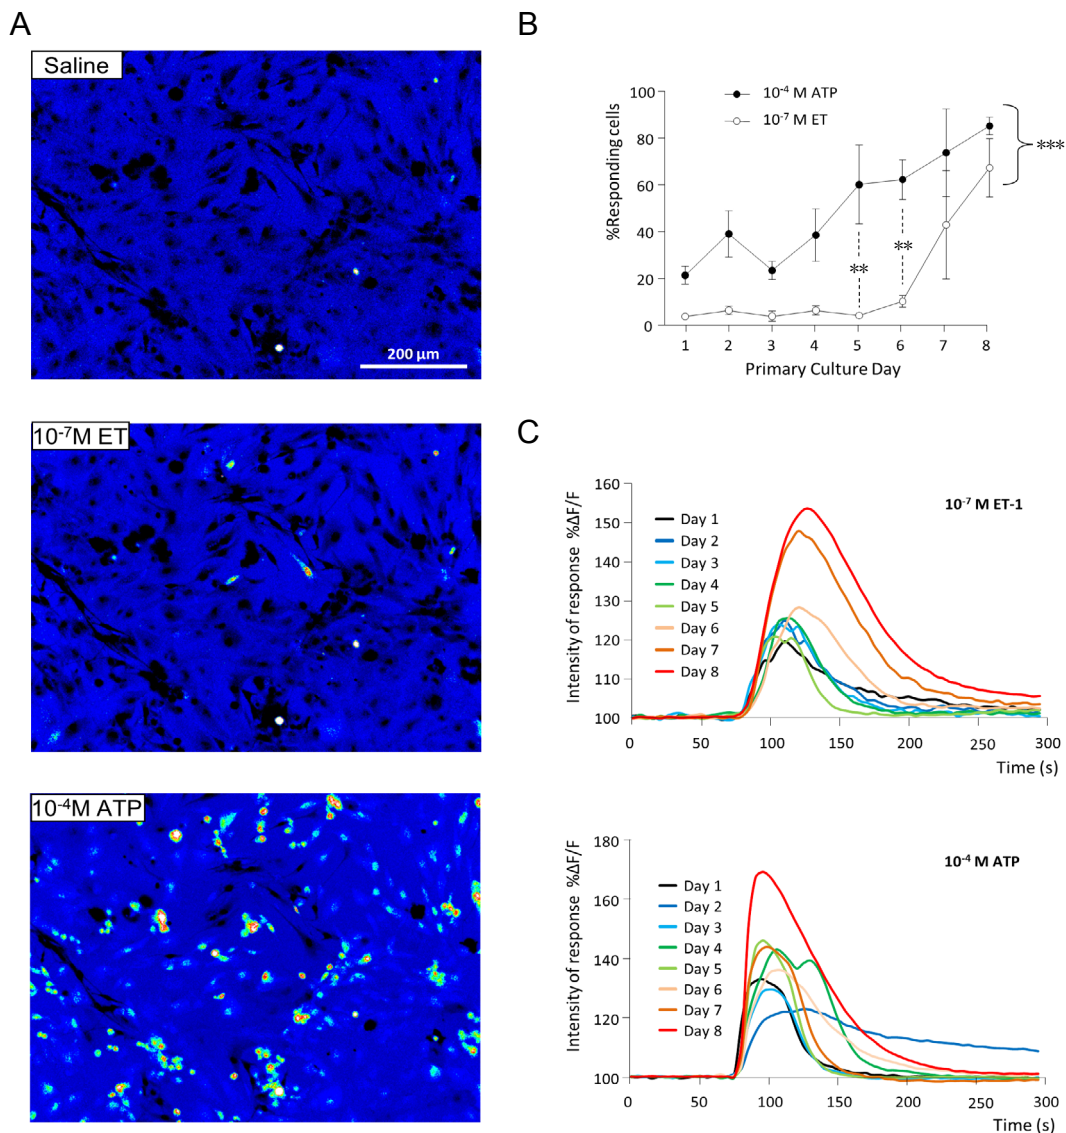 A
Saline
200 µm
10⁻⁷M ET
10⁻⁴M ATP
B
100
80
60
40
20
0
%Responding cells
10⁻⁴ M ATP
10⁻⁷ M ET
**
**
***
1 2 3 4 5 6 7 8
Primary Culture Day
C
160
150
140
130
120
110
100
Intensity of response %ΔF/F
10⁻⁷ M ET-1
Day 1
Day 2
Day 3
Day 4
Day 5
Day 6
Day 7
Day 8
0 50 100 150 200 250 300
Time (s)
180
160
140
120
100
Intensity of response %ΔF/F
10⁻⁴ M ATP
Day 1
Day 2
Day 3
Day 4
Day 5
Day 6
Day 7
Day 8
0 50 100 150 200 250 300
Time (s)